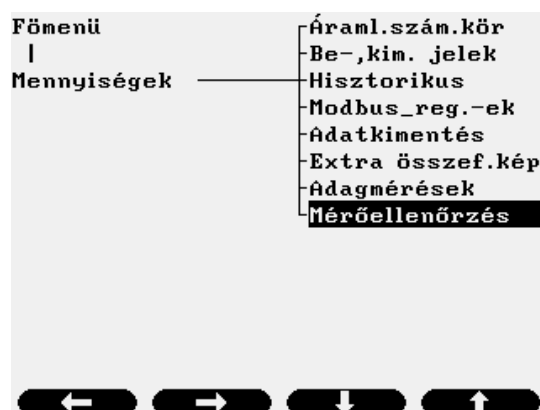 Főmenü
Mennyiségek
Áraml.szám.kör
Be-,kim. jelek
Hisztorikus
Modbus_reg.-ek
Adatkimentés
Extra összef.kép
Adagmérések
Mérőellenőrzés